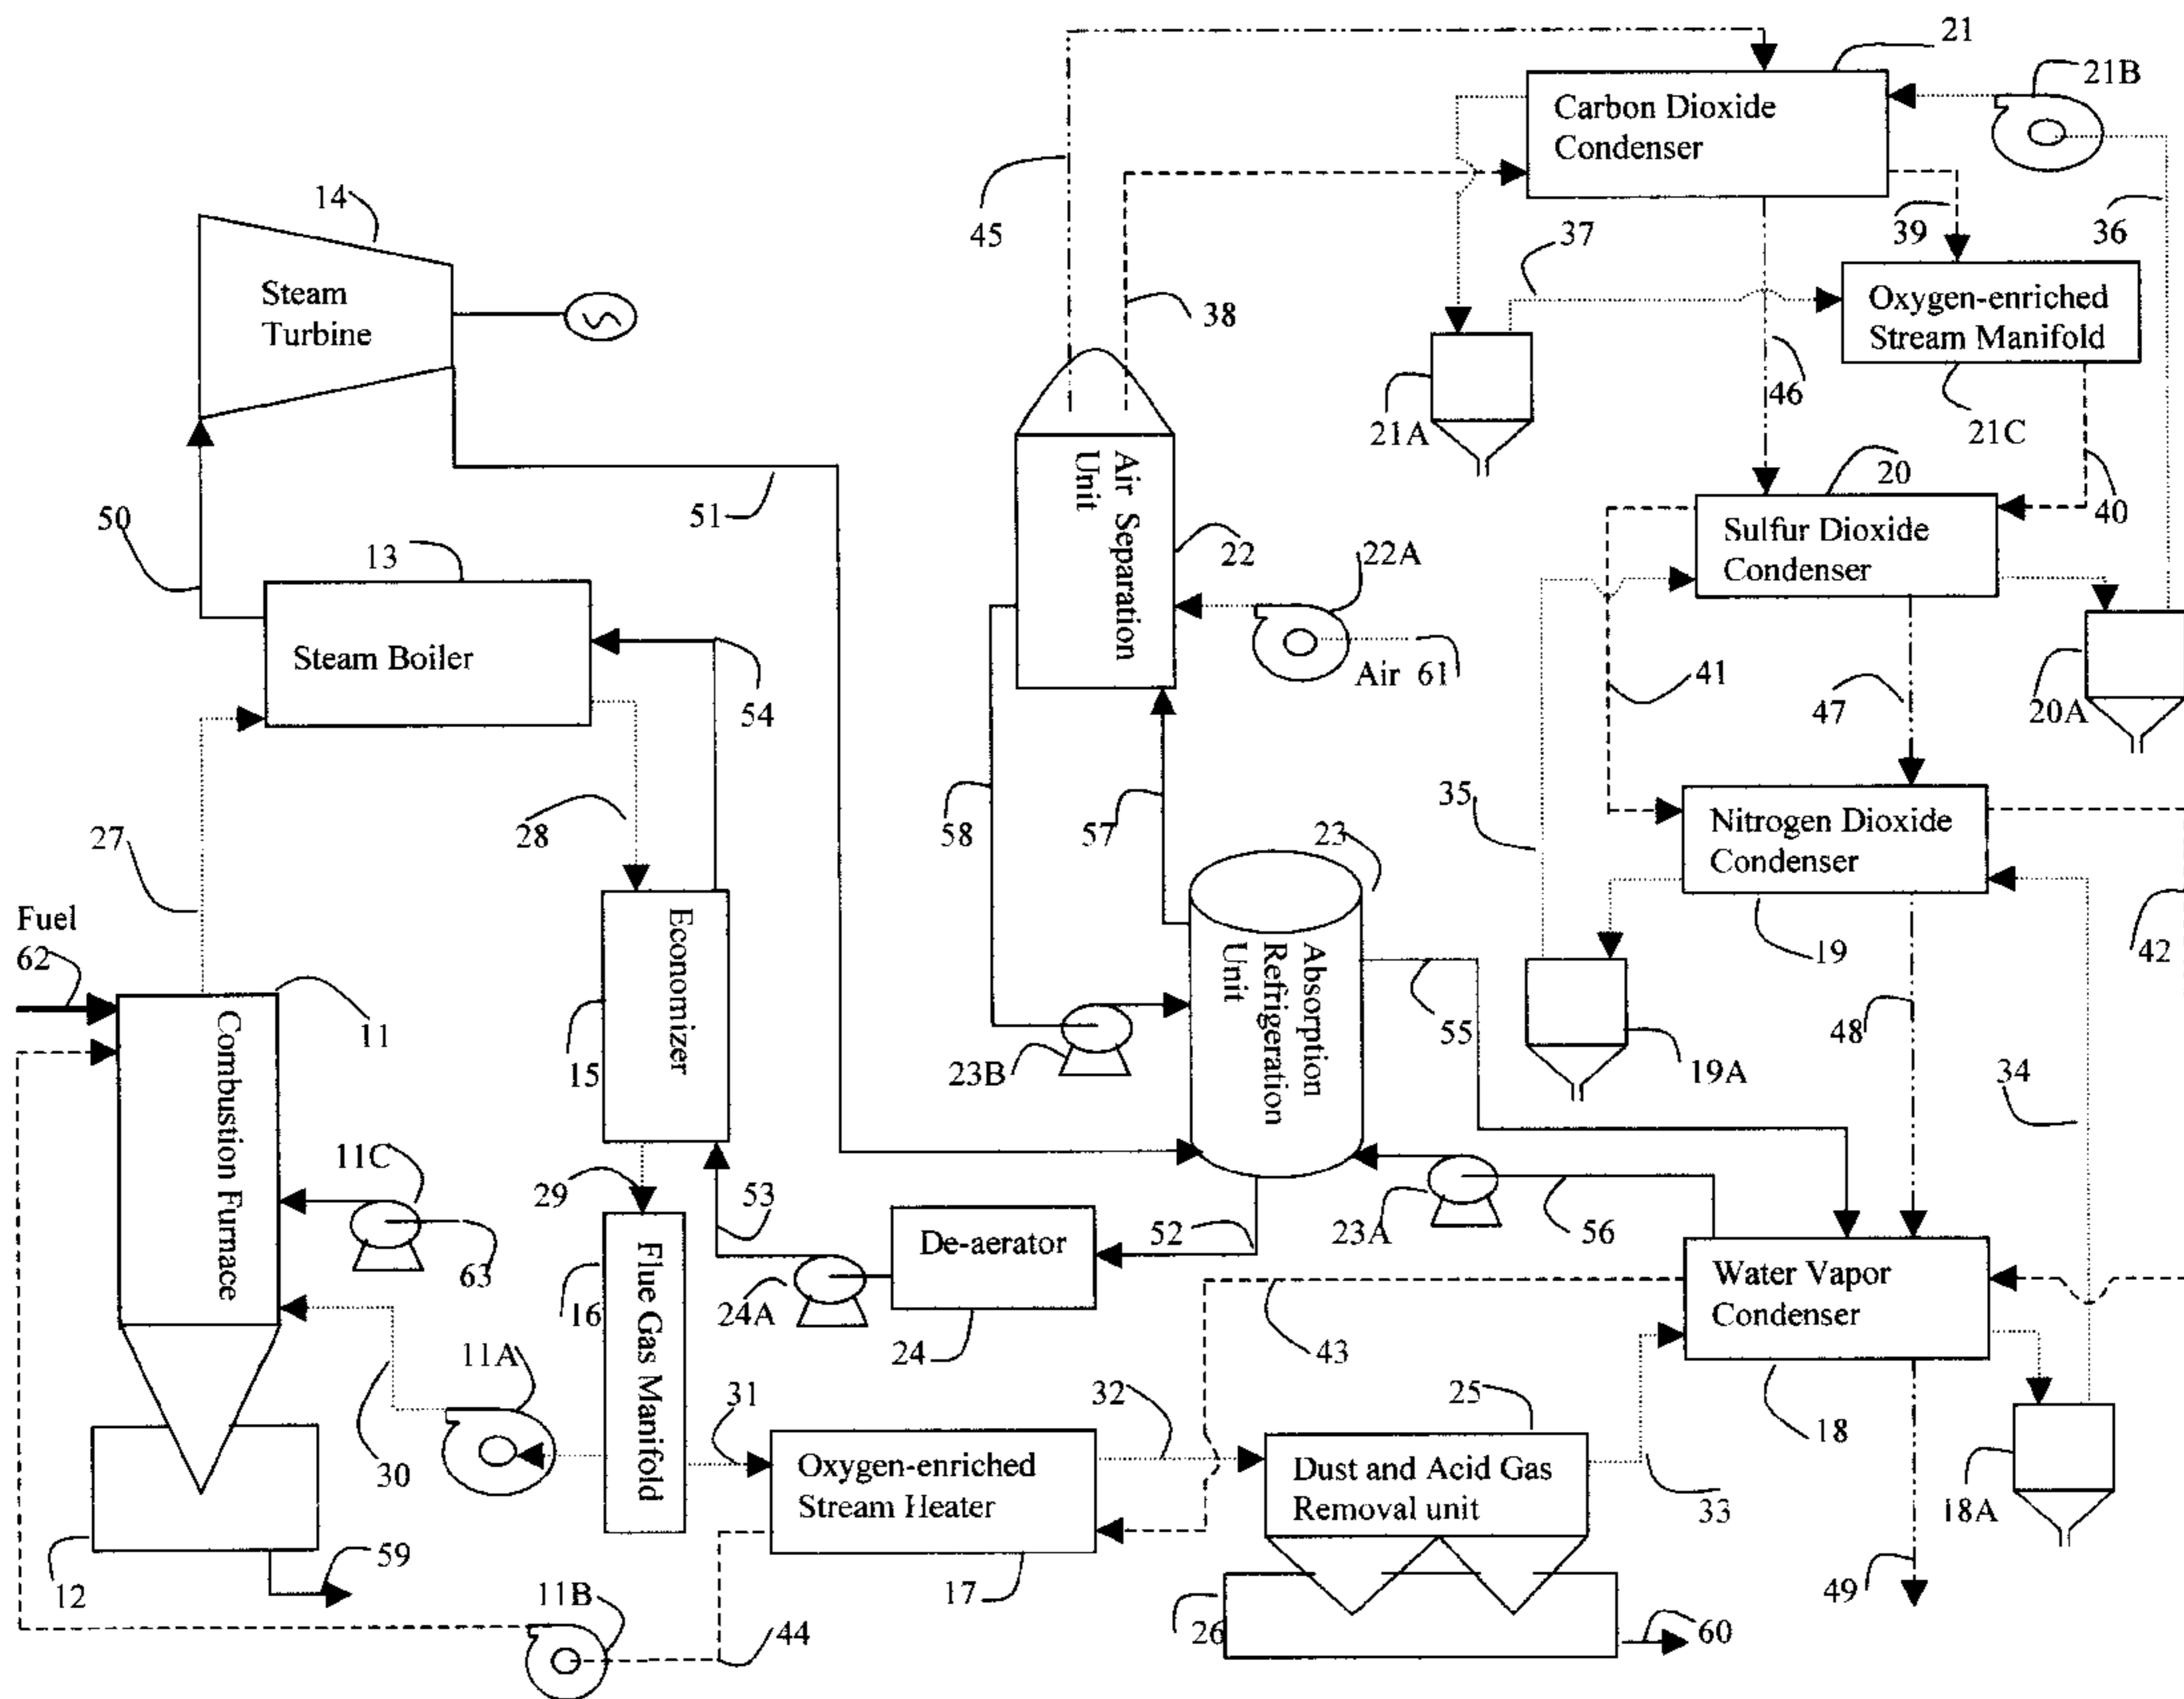 21
21B
Carbon Dioxide
Condenser
14
45
37
39
36
Steam
Turbine
38
Oxygen-enriched
Stream Manifold
46
21A
21C
20
50
51
40
13
22
22A
Sulfur Dioxide
Condenser
Air Separation
Unit
Steam Boiler
Air 61
41
54
47
20A
35
27
28
58
57
23
Nitrogen Dioxide
Condenser
Fuel
62
Economizer
Absorption
Refrigeration
Unit
19
42
11
15
55
48
Combustion Furnace
23B
19A
34
11C
29
53
52
23A
56
De-aerator
63
Flue Gas Manifold
16
24A
Water Vapor
Condenser
24
43
11A
31
32
25
18
30
Oxygen-enriched
Stream Heater
Dust and Acid Gas
Removal unit
33
18A
59
12
17
49
11B
44
26
60